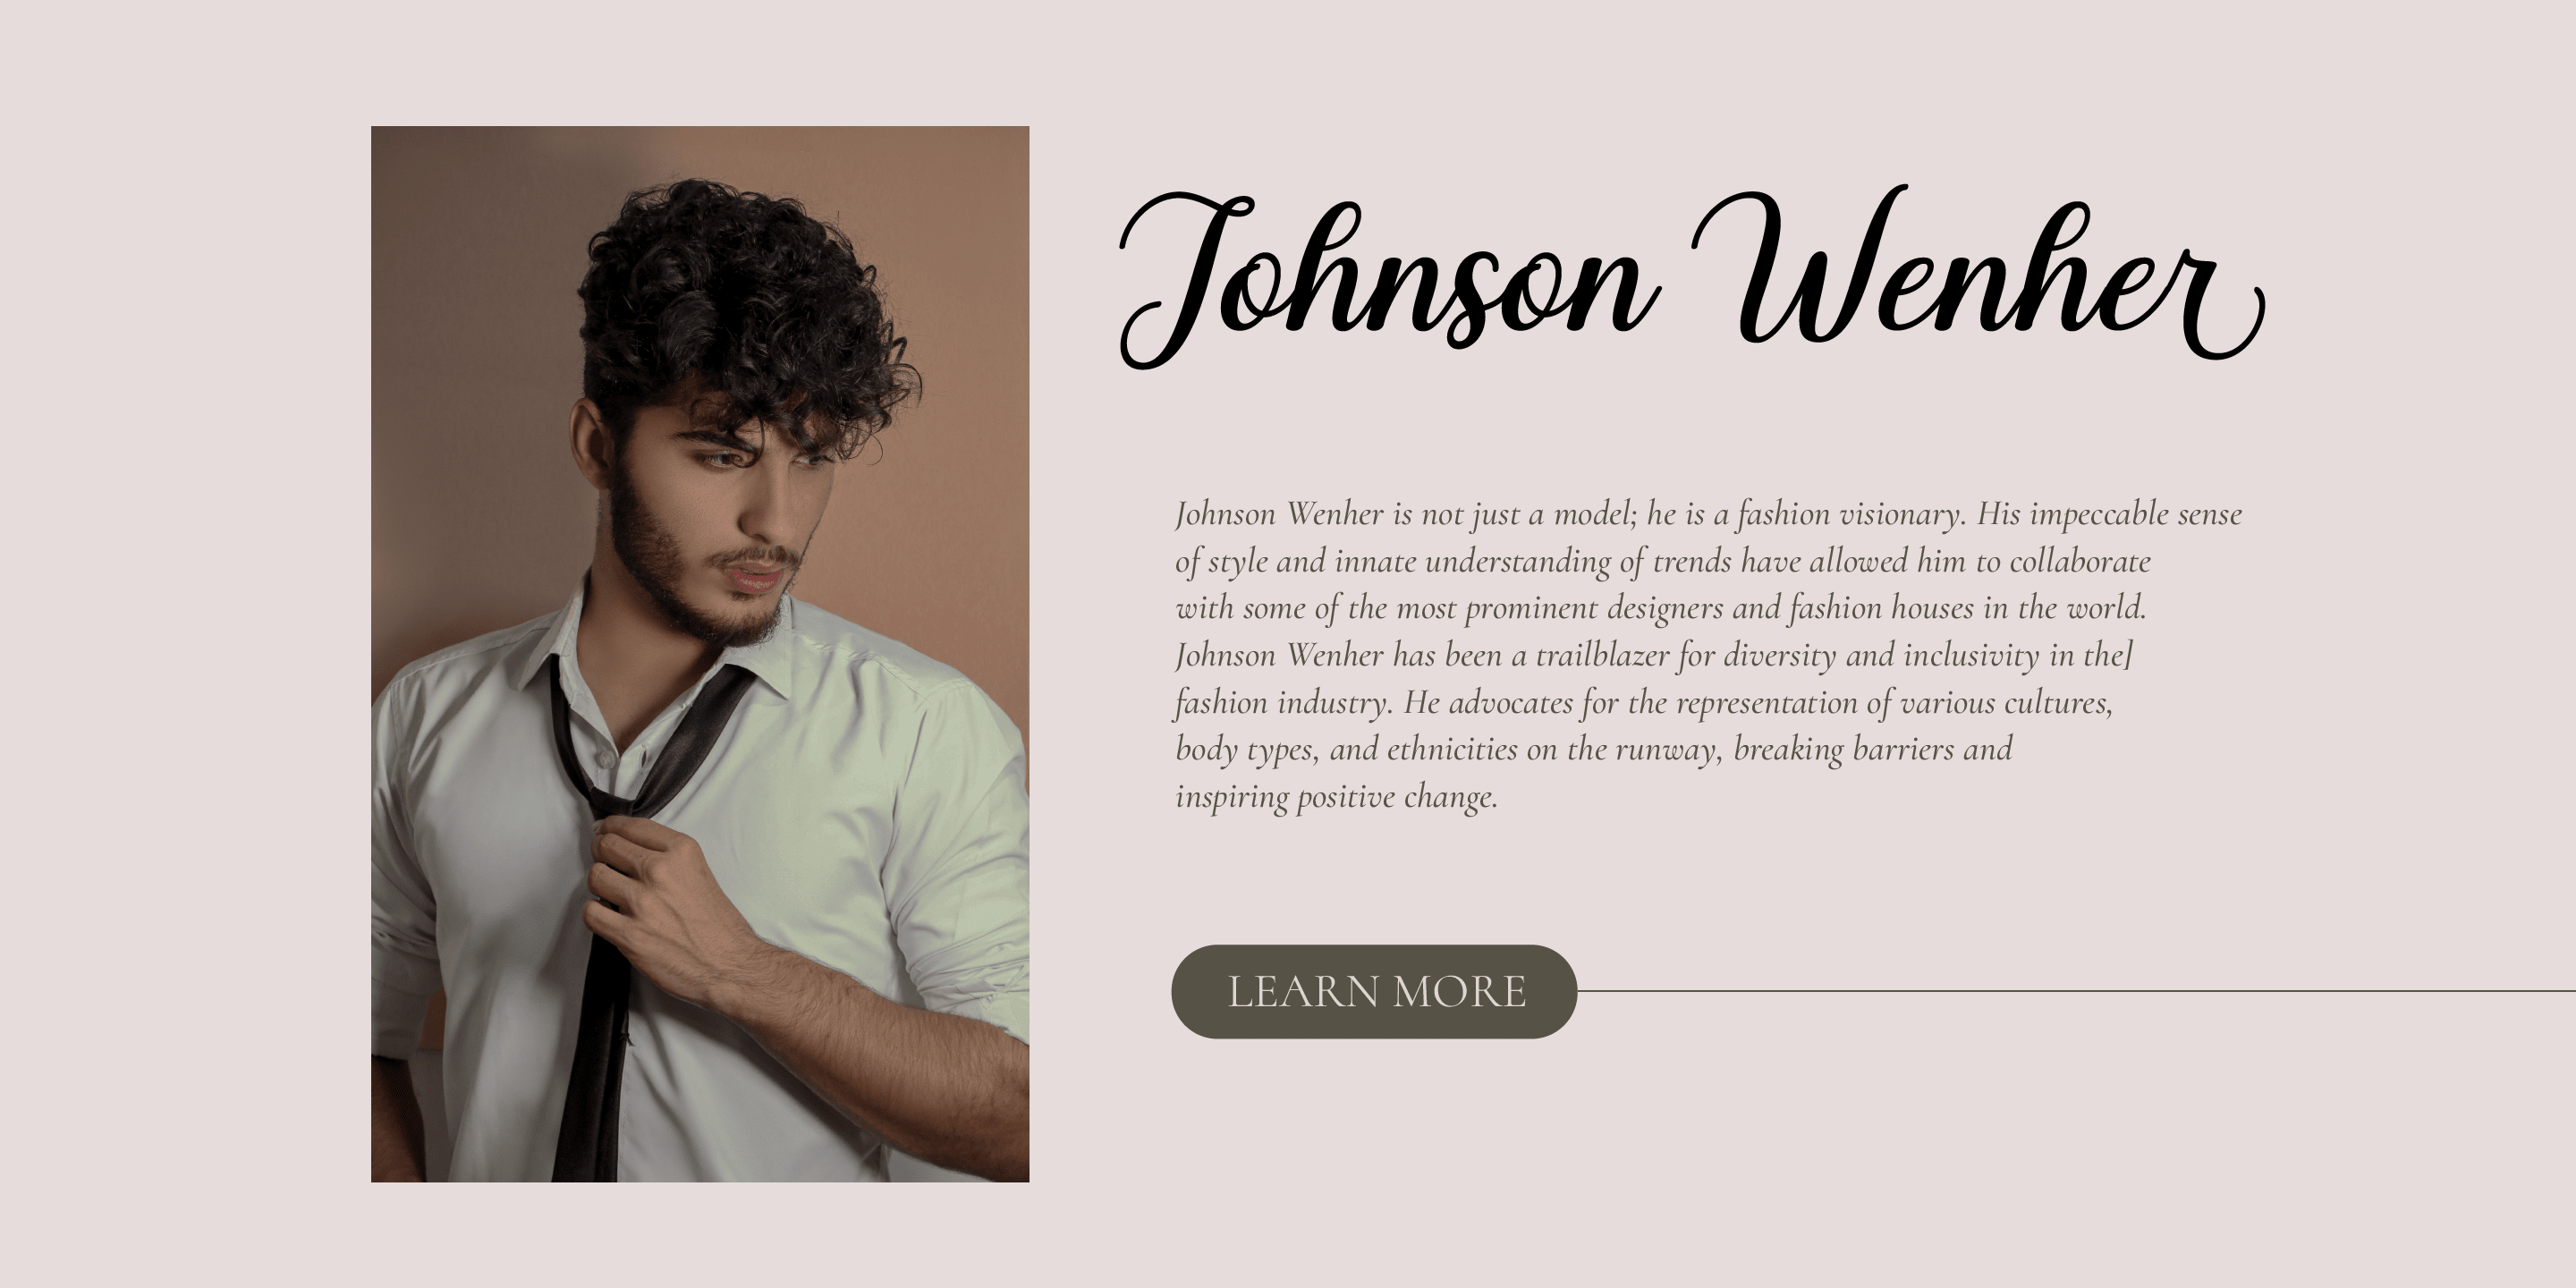 Johnson Wenher
Johnson Wenher is not just a model; he is a fashion visionary. His impeccable sense
of style and innate understanding of trends have allowed him to collaborate
with some of the most prominent designers and fashion houses in the world.
Johnson Wenher has been a trailblazer for diversity and inclusivity in the]
fashion industry. He advocates for the representation of various cultures,
body types, and ethnicities on the runway, breaking barriers and
inspiring positive change.
LEARN MORE